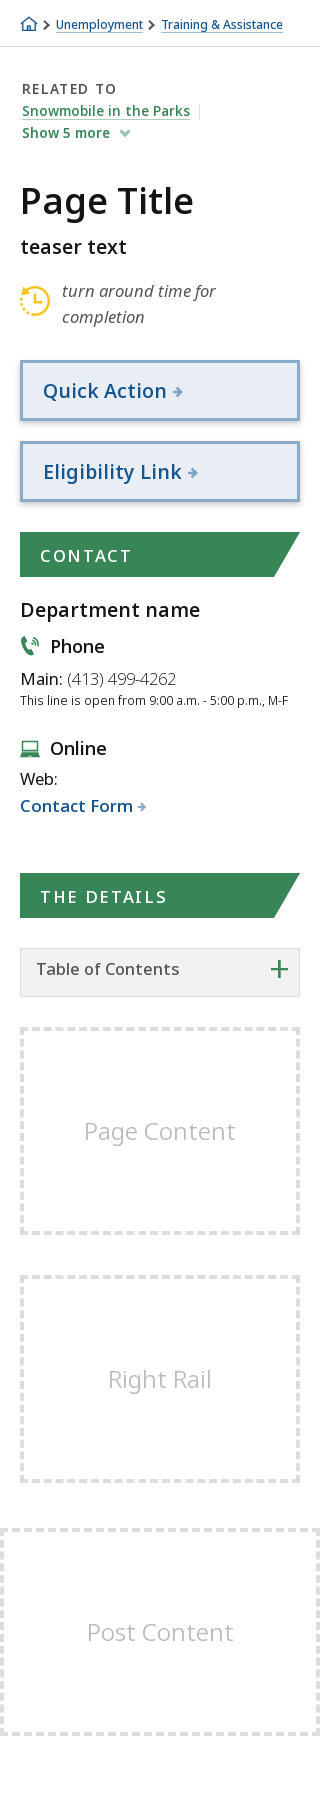 Unemployment Training & Assistance
RELATED TO
Snowmobile in the Parks
Show 5 more
Page Title
teaser text
turn around time for
completion
Quick Action
Eligibility Link
CONTACT
Department name
Phone
Main: (413) 499-4262
This line is open from 9:00 a.m. - 5:00 p.m., M-F
Online
Web:
Contact Form
THE DETAILS
Table of Contents
Page Content
Right Rail
Post Content